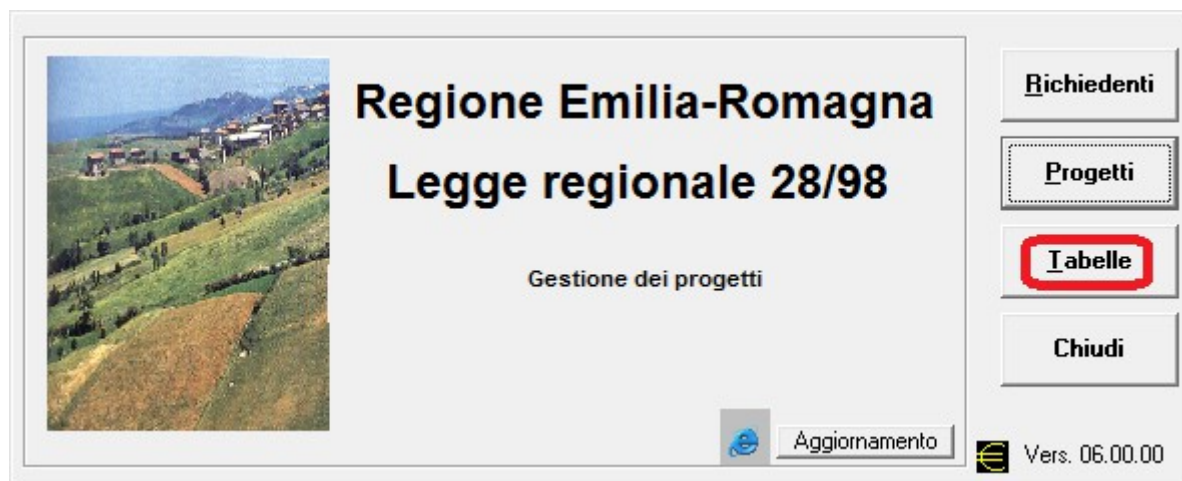 Regione Emilia-Romagna
Legge regionale 28/98
Gestione dei progetti
Aggiornamento
Richiedenti
Progetti
Tabelle
Chiudi
Vers. 06.00.00